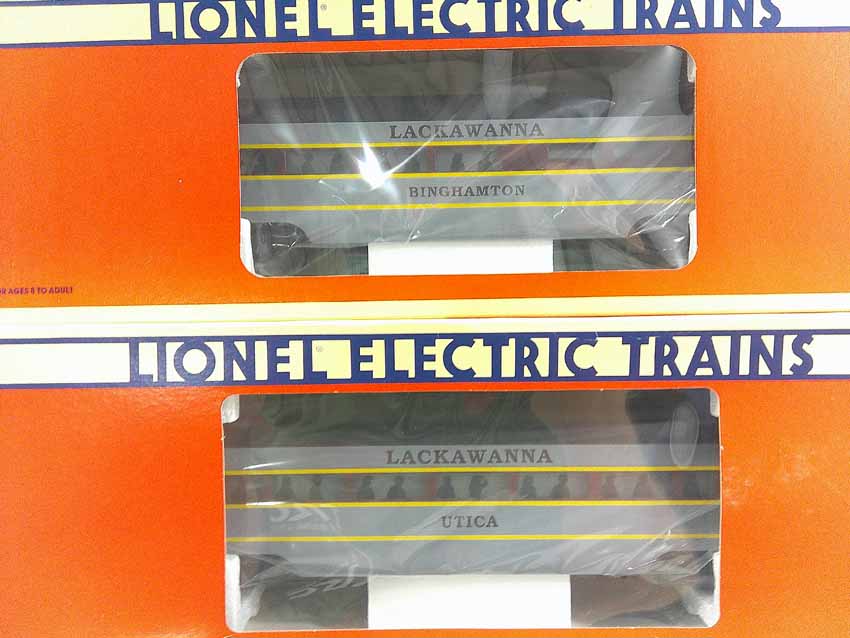 LIONEL® ELECTRIC TRAINS
LACKAWANNA
BINGHAMTON
R AGES 8 TO ADULT
LIONEL® ELECTRIC TRAINS
LACKAWANNA
UTICA